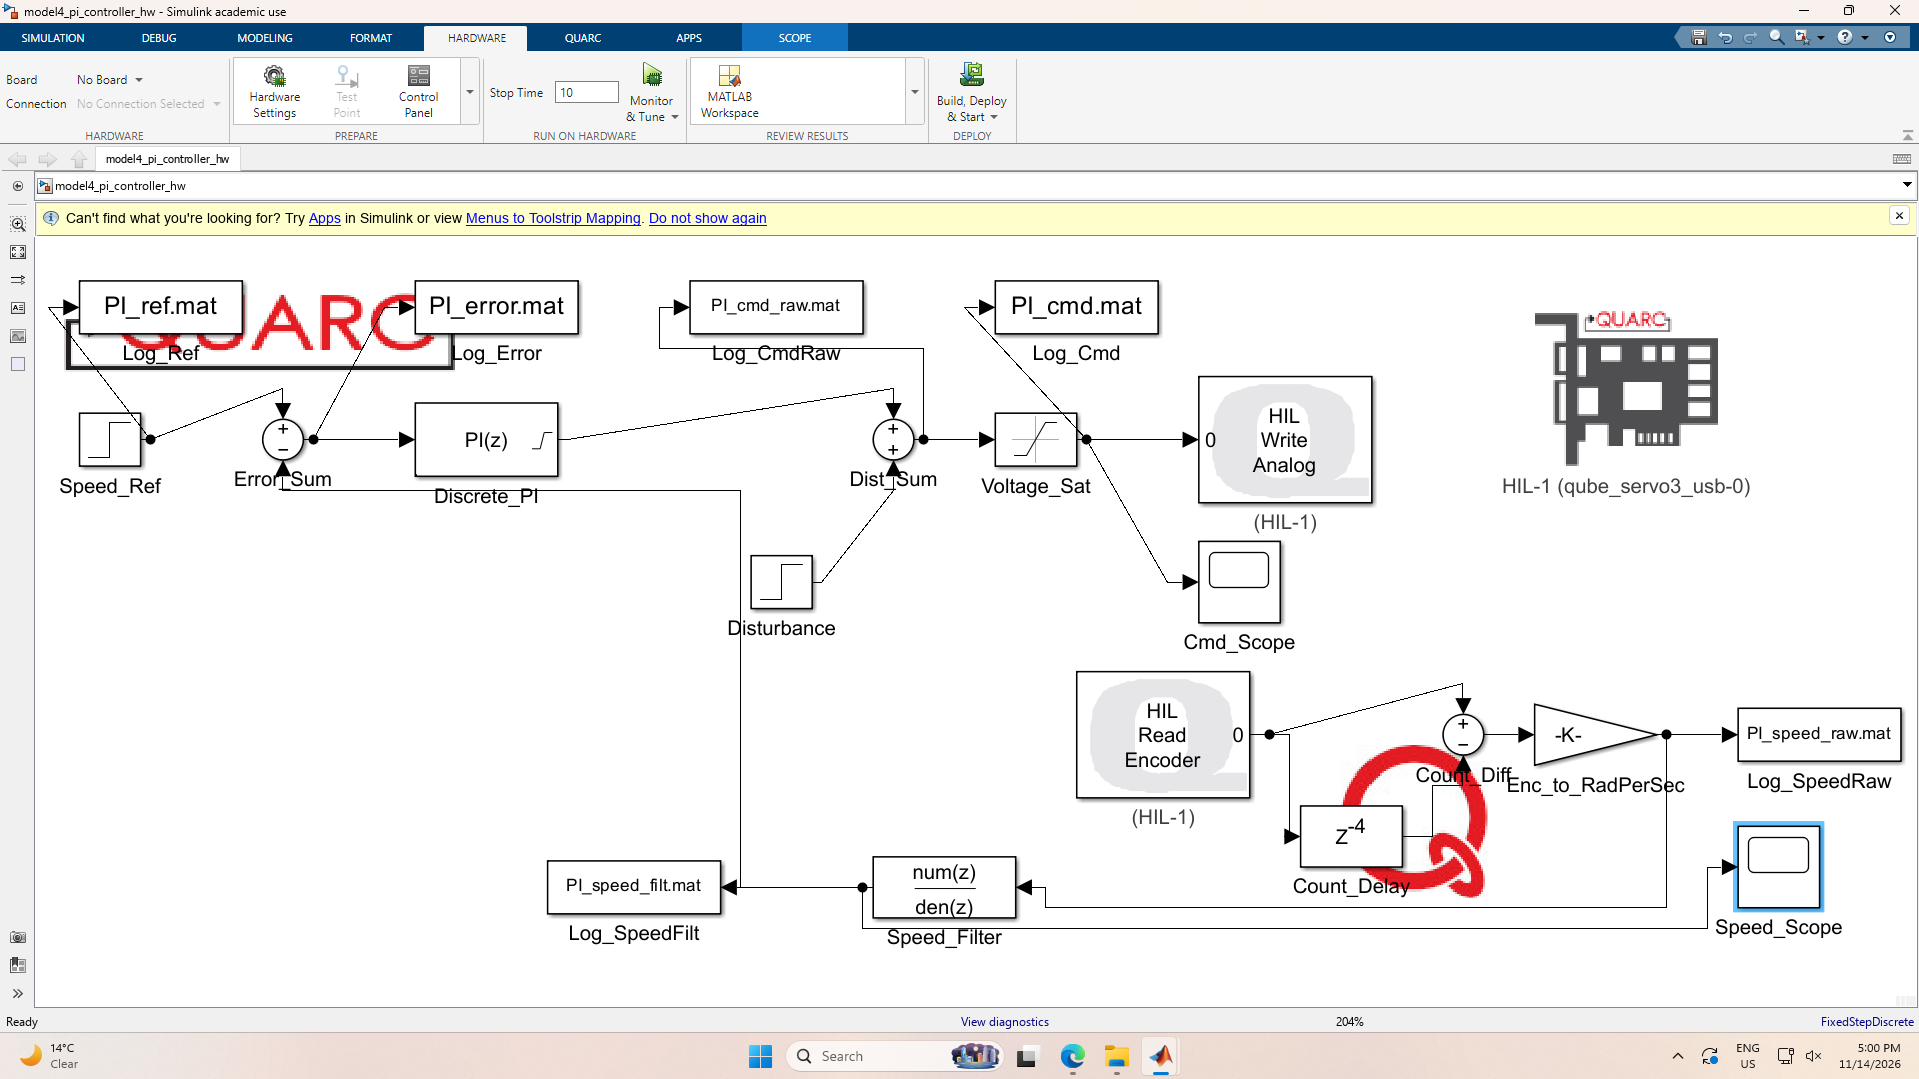 model4_pi_controller_hw - Simulink academic use
SIMULATION DEBUG MODELING FORMAT HARDWARE QUARC APPS SCOPE
Board No Board
Connection No Connection Selected
HARDWARE
Hardware Settings
Test Point
Control Panel
PREPARE
Stop Time 10
Monitor & Tune
RUN ON HARDWARE
MATLAB Workspace
REVIEW RESULTS
Build, Deploy & Start
DEPLOY
model4_pi_controller_hw
model4_pi_controller_hw
Can't find what you're looking for? Try Apps in Simulink or view Menus to Toolstrip Mapping. Do not show again
PI_ref.mat
Log_Ref
QUARC
PI_error.mat
Log_Error
PI_cmd_raw.mat
Log_CmdRaw
PI_cmd.mat
Log_Cmd
QUARC
HIL-1 (qube_servo3_usb-0)
Speed_Ref
+
−
Error_Sum
PI(z)
Discrete_PI
+
+
Dist_Sum
Voltage_Sat
0
HIL
Write
Analog
(HIL-1)
Disturbance
Cmd_Scope
HIL
Read
Encoder
0
(HIL-1)
+
−
Count_Diff
-K-
Enc_to_RadPerSec
PI_speed_raw.mat
Log_SpeedRaw
Z-4
Count_Delay
PI_speed_filt.mat
Log_SpeedFilt
num(z)
den(z)
Speed_Filter
Speed_Scope
Ready View diagnostics 204% FixedStepDiscrete
14°C
Clear
Search
ENG
US
5:00 PM
11/14/2026